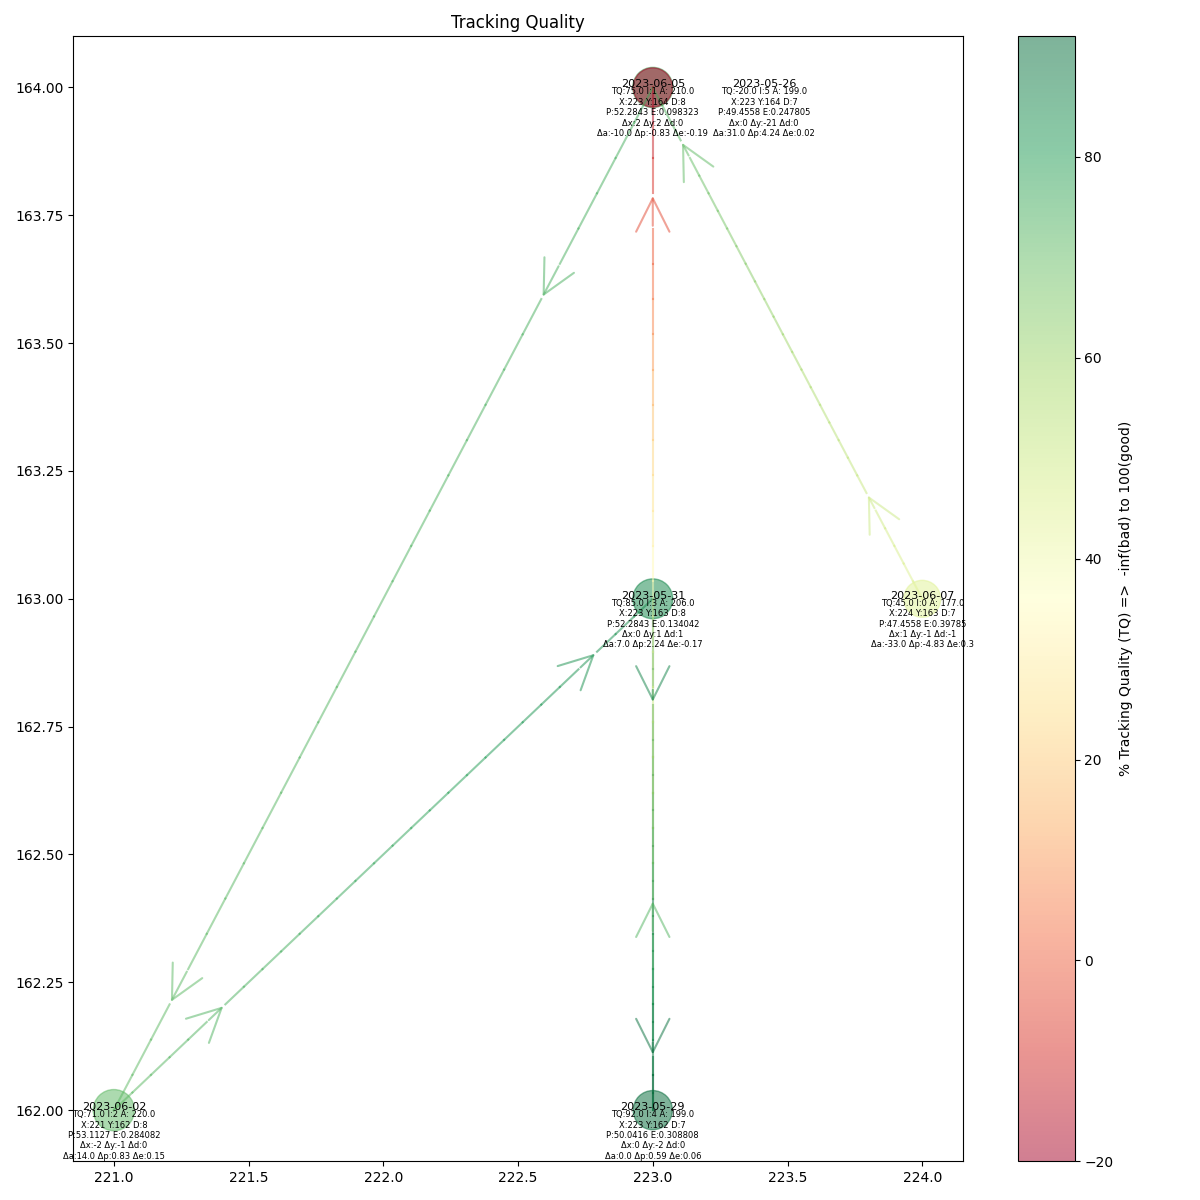 Tracking Quality
164.00
163.75
163.50
163.25
163.00
162.75
162.50
162.25
162.00
2023-06-05
TQ:75.0 I:1 A: 210.0
X:223 Y:164 D:8
P:52.2843 E:0.098323
Δx:2 Δy:2 Δd:0
Δa:-10.0 Δp:-0.83 Δe:-0.19
2023-05-26
TQ:-20.0 I:5 A: 199.0
X:223 Y:164 D:7
P:49.4558 E:0.247805
Δx:0 Δy:-21 Δd:0
Δa:31.0 Δp:4.24 Δe:0.02
2023-05-31
TQ:85.0 I:3 A: 206.0
X:223 Y:163 D:8
P:52.2843 E:0.134042
Δx:0 Δy:1 Δd:1
Δa:7.0 Δp:2.24 Δe:-0.17
2023-06-07
TQ:45.0 I:0 A: 177.0
X:224 Y:163 D:7
P:47.4558 E:0.39785
Δx:1 Δy:-1 Δd:-1
Δa:-33.0 Δp:-4.83 Δe:0.3
2023-06-02
TQ:71.0 I:2 A: 220.0
X:221 Y:162 D:8
P:53.1127 E:0.284082
Δx:-2 Δy:-1 Δd:0
Δa:14.0 Δp:0.83 Δe:0.15
2023-05-29
TQ:92.0 I:4 A: 199.0
X:223 Y:162 D:7
P:50.0416 E:0.308808
Δx:0 Δy:-2 Δd:0
Δa:0.0 Δp:0.59 Δe:0.06
221.0 221.5 222.0 222.5 223.0 223.5 224.0
80
60
40
20
0
−20
% Tracking Quality (TQ) =>  -inf(bad) to 100(good)